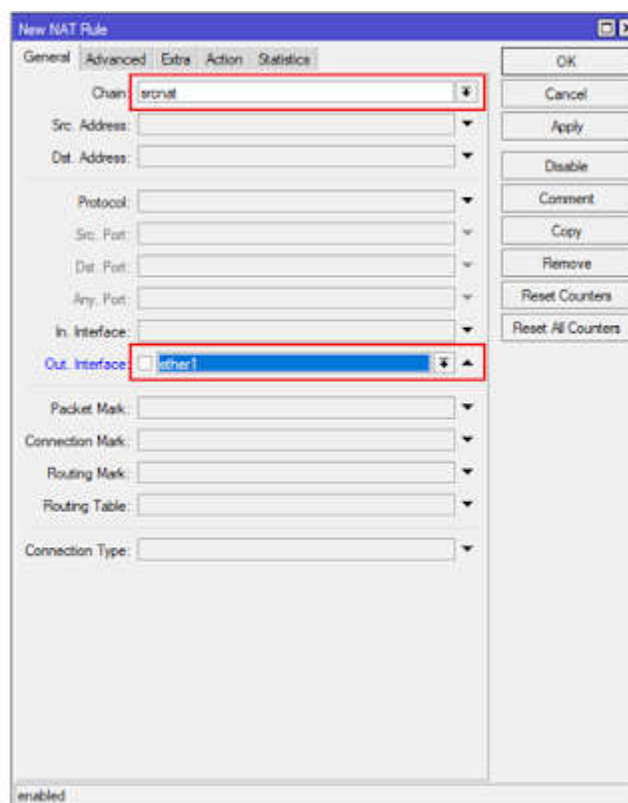 New NAT Rule
General Advanced Extra Action Statistics
Chain: srcnat
Src. Address:
Dst. Address:
Protocol:
Src. Port:
Dst. Port:
Any. Port:
In. Interface:
Out. Interface: ether1
Packet Mark:
Connection Mark:
Routing Mark:
Routing Table:
Connection Type:
OK
Cancel
Apply
Disable
Comment
Copy
Remove
Reset Counters
Reset All Counters
enabled